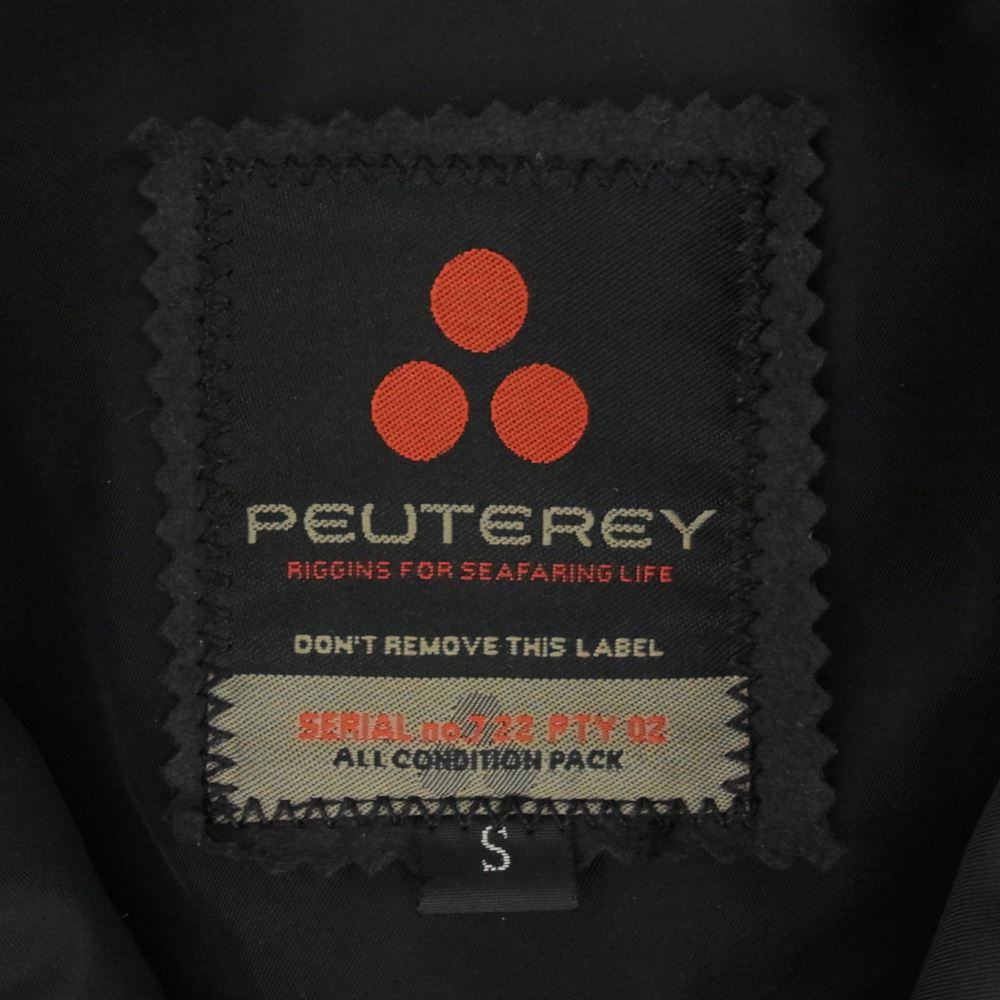 PEUTEREY
RIGGINS FOR SEAFARING LIFE
DON'T REMOVE THIS LABEL
SERIAL no.722 PTY 02
ALL CONDITION PACK
S